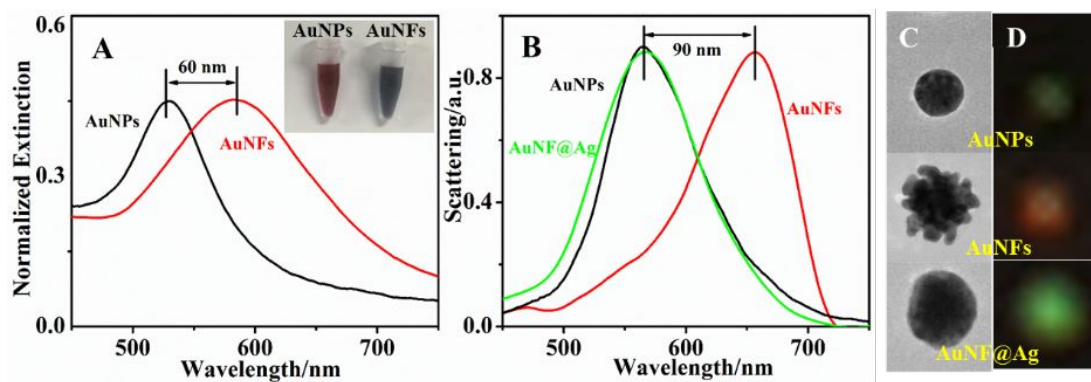 A
AuNPs AuNFs
60 nm
AuNPs
AuNFs
Normalized Extinction
0.6
0.3
0.0
500 600 700
Wavelength/nm
B
90 nm
AuNPs
AuNFs
AuNF@Ag
Scattering/a.u.
0.8
0.4
0.0
500 600 700
Wavelength/nm
C
D
AuNPs
AuNFs
AuNF@Ag